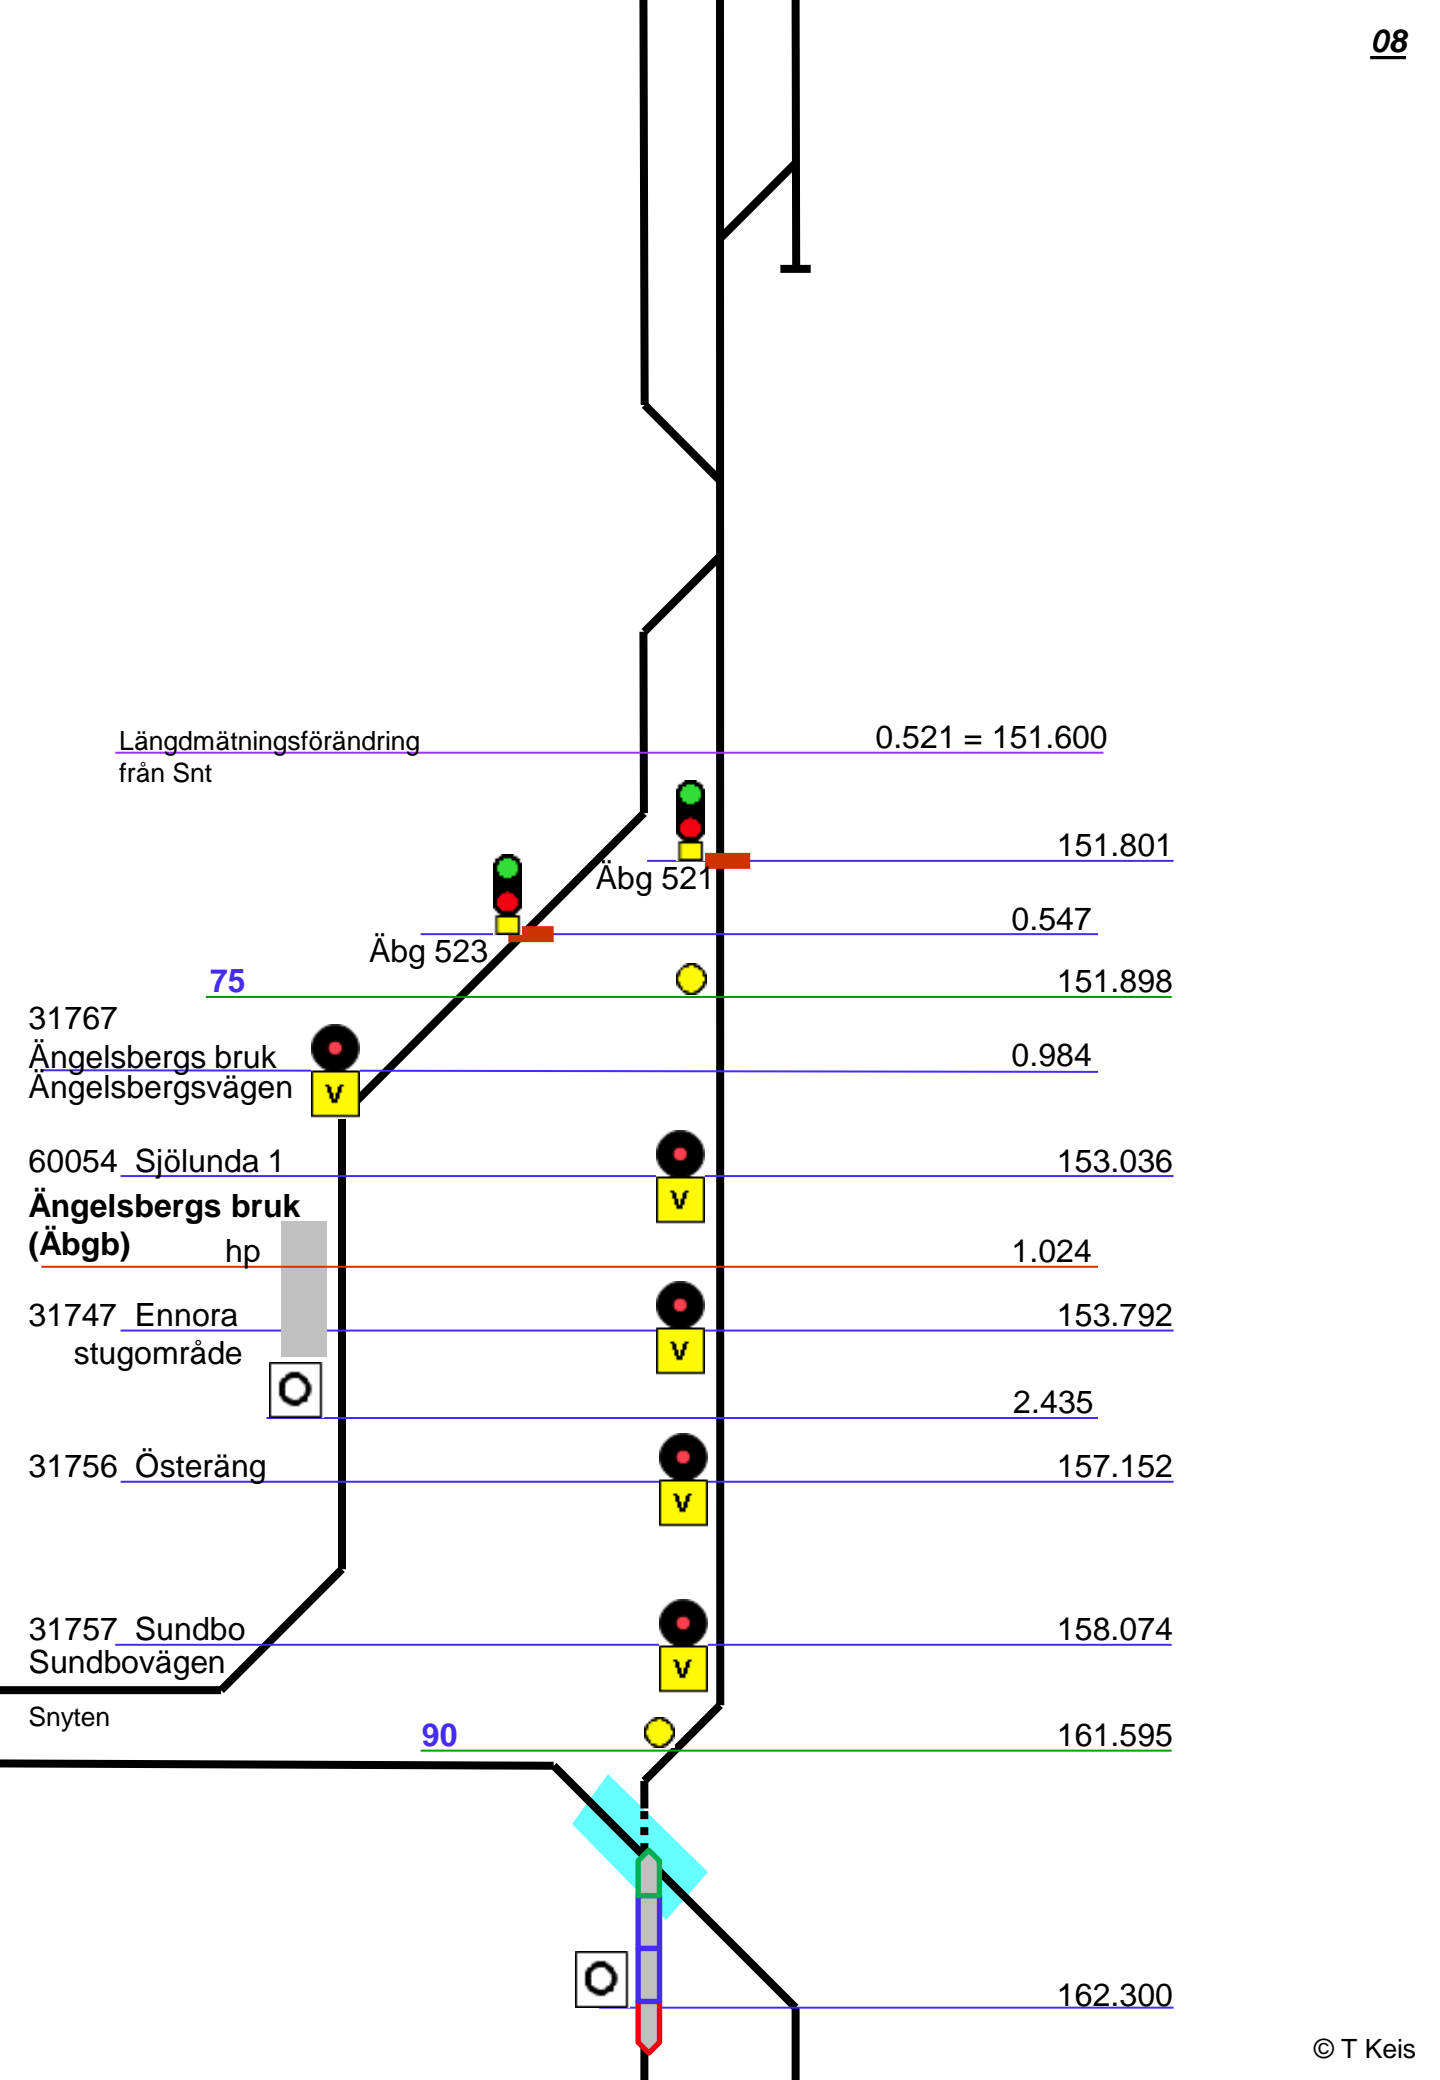 08
Längdmätningsförändring 0.521 = 151.600
från Snt
151.801
Äbg 521
0.547
Äbg 523
75 151.898
31767
Ängelsbergs bruk 0.984
Ängelsbergsvägen
V
60054 Sjölunda 1 153.036
V
Ängelsbergs bruk
(Äbgb) hp 1.024
31747 Ennora 153.792
stugområde
V
O
2.435
31756 Österäng 157.152
V
31757 Sundbo 158.074
Sundbovägen
V
Snyten
90 161.595
O
162.300
© T Keis